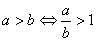 a > b ⇔ a/b > 1